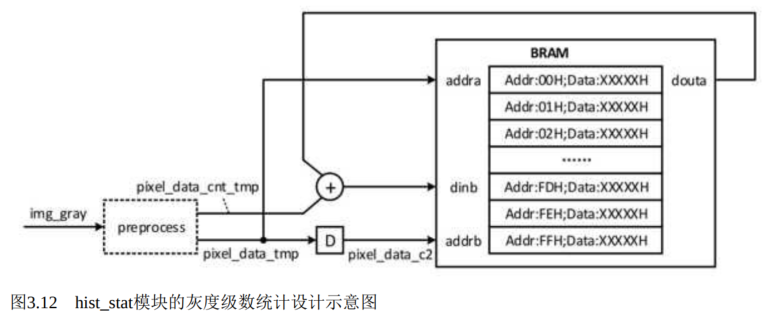 BRAM
addra
Addr:00H;Data:XXXXXH
douta
Addr:01H;Data:XXXXXH
Addr:02H;Data:XXXXXH
······
pixel_data_cnt_tmp
+
dinb
Addr:FDH;Data:XXXXXH
img_gray
preprocess
Addr:FEH;Data:XXXXXH
D
addrb
Addr:FFH;Data:XXXXXH
pixel_data_tmp
pixel_data_c2
图3.12 hist_stat模块的灰度级数统计设计示意图